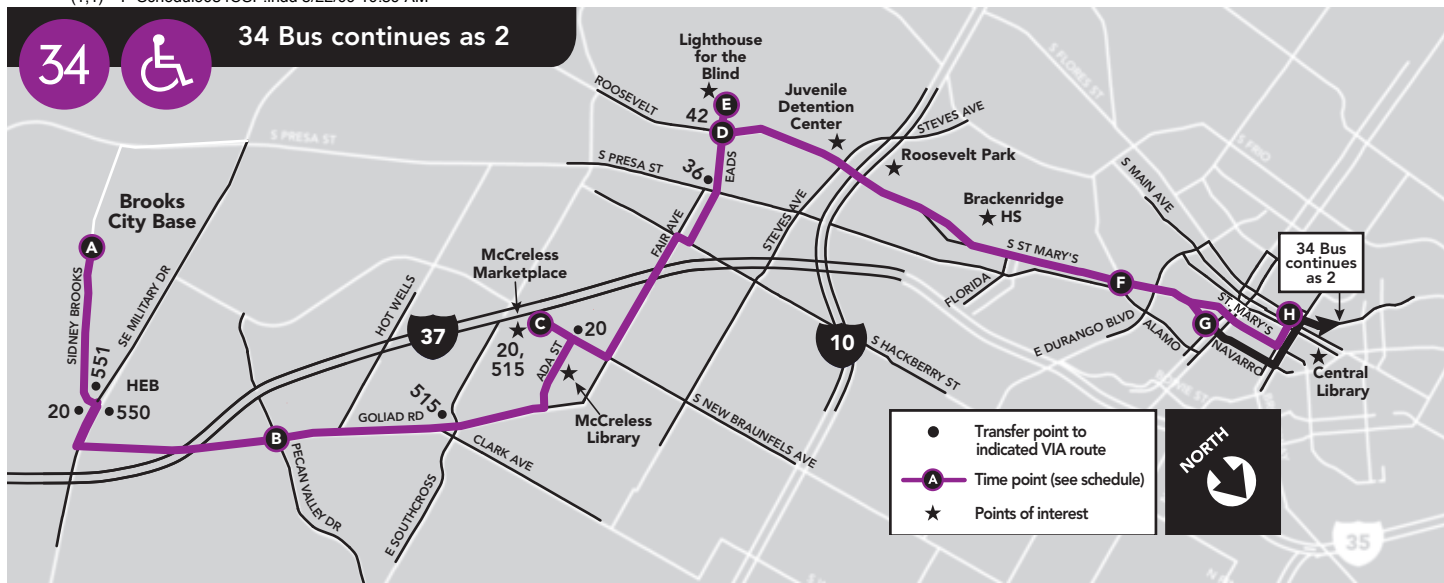 34 Bus continues as 2
34
S PRESA ST
Brooks
City Base
A
SIDNEY BROOKS
SE MILITARY DR
551
HEB
20
550
B
PECAN VALLEY DR
HOT WELLS
37
GOLIAD RD
515
E SOUTHCROSS
CLARK AVE
McCreless
Marketplace
C
20
20,
515
ADA ST
McCreless
Library
S NEW BRAUNFELS AVE
FAIR AVE
Lighthouse
for the
Blind
ROOSEVELT
E
42
D
S PRESA ST
36
EADS
Juvenile
Detention
Center
STEVES AVE
STEVES AVE
Roosevelt Park
10
S HACKBERRY ST
Brackenridge
HS
S ST MARY'S
FLORIDA
F
S FLORES ST
S FRIO
S MAIN AVE
34 Bus
continues
as 2
E DURANGO BLVD
ALAMO
G
NAVARRO
ST. MARY'S
H
Central
Library
Transfer point to
indicated VIA route
A
Time point (see schedule)
Points of interest
NORTH
35